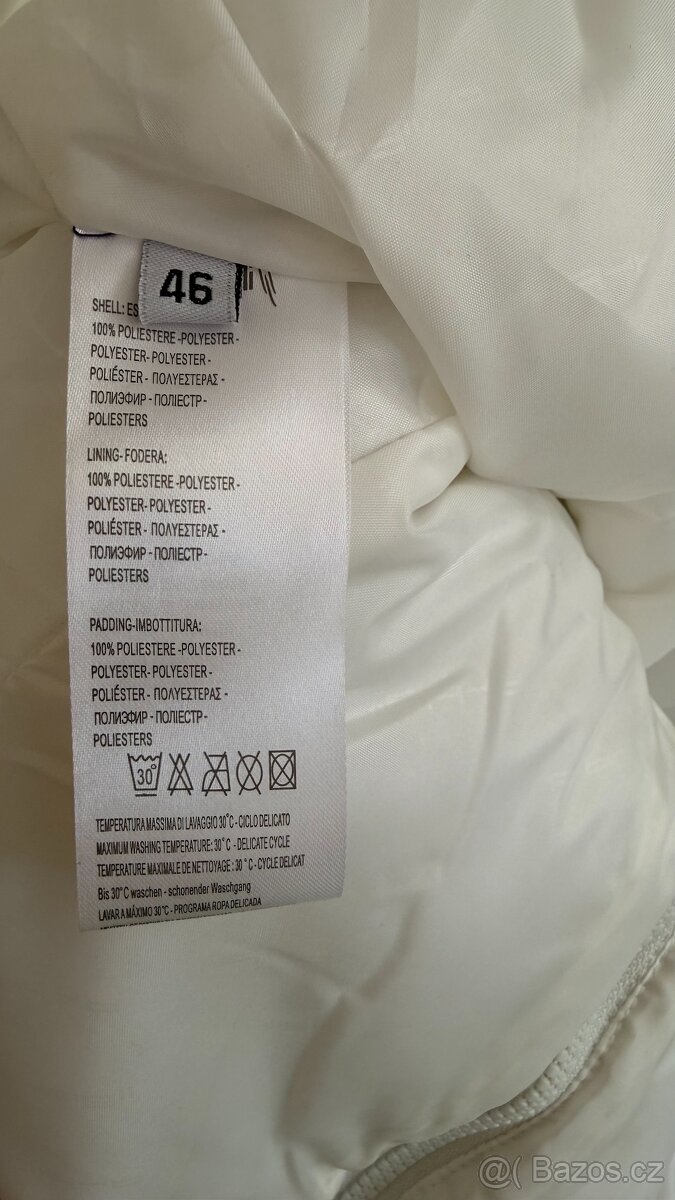 46
SHELL: ES
100% POLIESTERE -POLYESTER -
POLYESTER- POLYESTER -
POLIÉSTER - ΠΟΛΥΕΣΤΕΡΑΣ -
ПОЛИЭФИР - ПОЛІЕСТР-
POLIESTERS
LINING- FODERA:
100% POLIESTERE -POLYESTER -
POLYESTER- POLYESTER -
POLIÉSTER - ΠΟΛΥΕΣΤΕΡΑΣ -
ПОЛИЭФИР - ПОЛІЕСТР-
POLIESTERS
PADDING-IMBOTTITURA:
100% POLIESTERE -POLYESTER-
POLYESTER- POLYESTER -
POLIÉSTER - ΠΟΛΥΕΣΤΕΡΑΣ -
ПОЛИЭФИР - ПОЛІЕСТР-
POLIESTERS
30°
TEMPERATURA MASSIMA DI LAVAGGIO 30°C - CICLO DELICATO
MAXIMUM WASHING TEMPERATURE: 30°C - DELICATE CYCLE
TEMPERATURE MAXIMALE DE NETTOYAGE : 30 °C - CYCLE DELICAT
Bis 30°C waschen - schonender Waschgang
LAVAR A MÁXIMO 30°C - PROGRAMA ROPA DELICADA
@( Bazos.cz